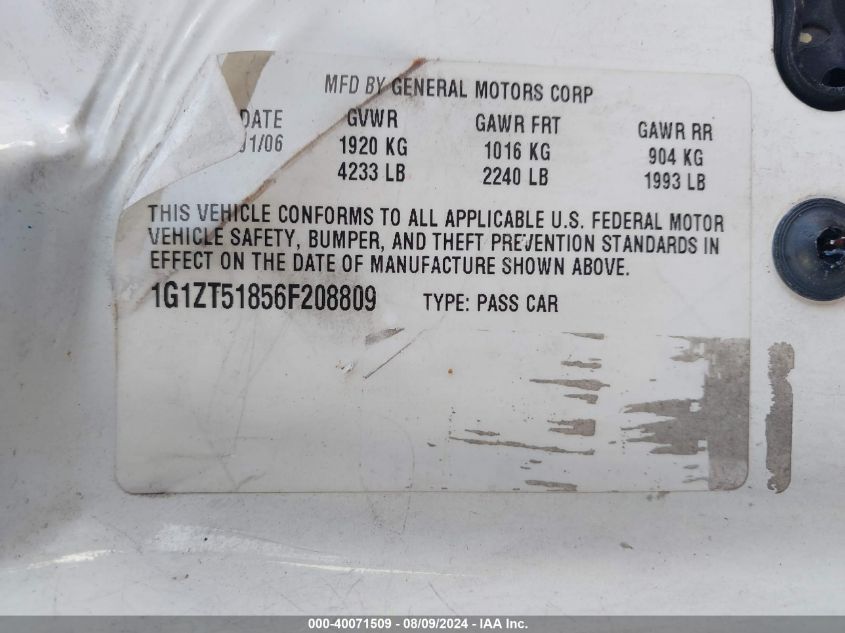 MFD BY GENERAL MOTORS CORP
DATE GVWR GAWR FRT GAWR RR
01/06 1920 KG 1016 KG 904 KG
4233 LB 2240 LB 1993 LB
THIS VEHICLE CONFORMS TO ALL APPLICABLE U.S. FEDERAL MOTOR
VEHICLE SAFETY, BUMPER, AND THEFT PREVENTION STANDARDS IN
EFFECT ON THE DATE OF MANUFACTURE SHOWN ABOVE.
1G1ZT51856F208809 TYPE: PASS CAR
000-40071509 - 08/09/2024 - IAA Inc.